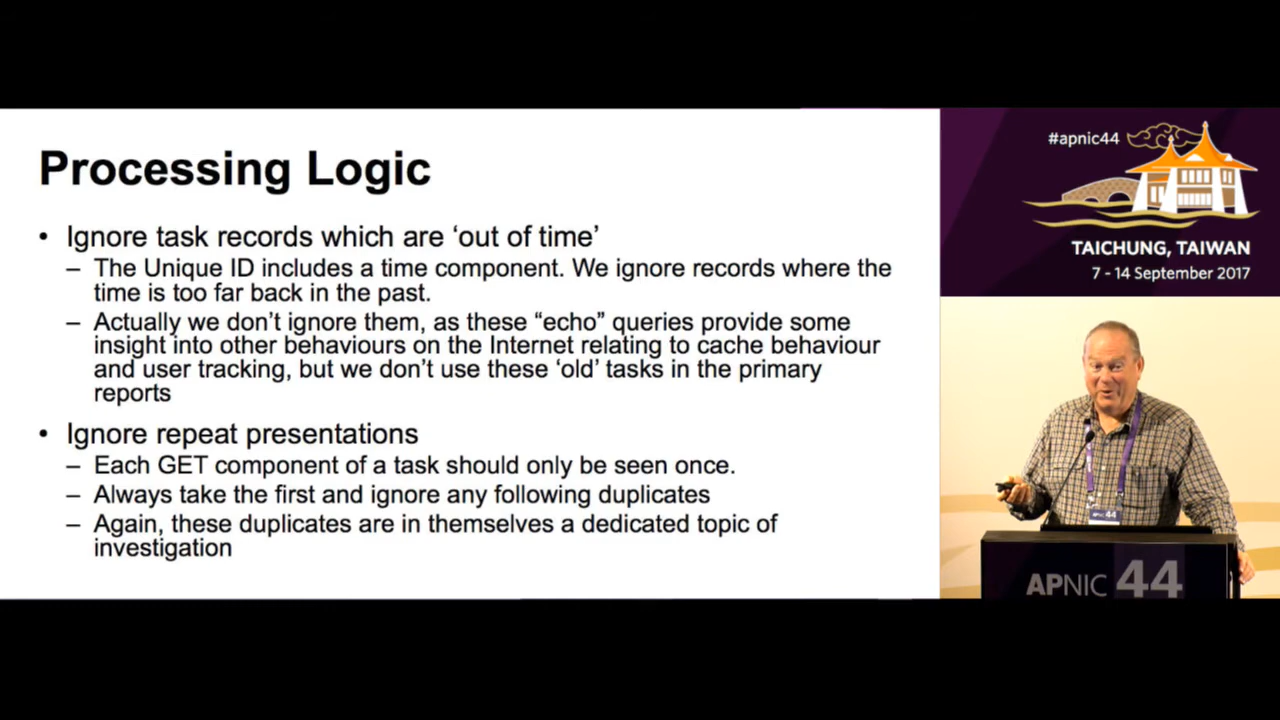 Processing Logic
• Ignore task records which are ‘out of time’
– The Unique ID includes a time component. We ignore records where the
time is too far back in the past.
– Actually we don’t ignore them, as these “echo” queries provide some
insight into other behaviours on the Internet relating to cache behaviour
and user tracking, but we don’t use these ‘old’ tasks in the primary
reports
• Ignore repeat presentations
– Each GET component of a task should only be seen once.
– Always take the first and ignore any following duplicates
– Again, these duplicates are in themselves a dedicated topic of
investigation
#apnic44
TAICHUNG, TAIWAN
7 - 14 September 2017
APNIC 44
APNIC 44